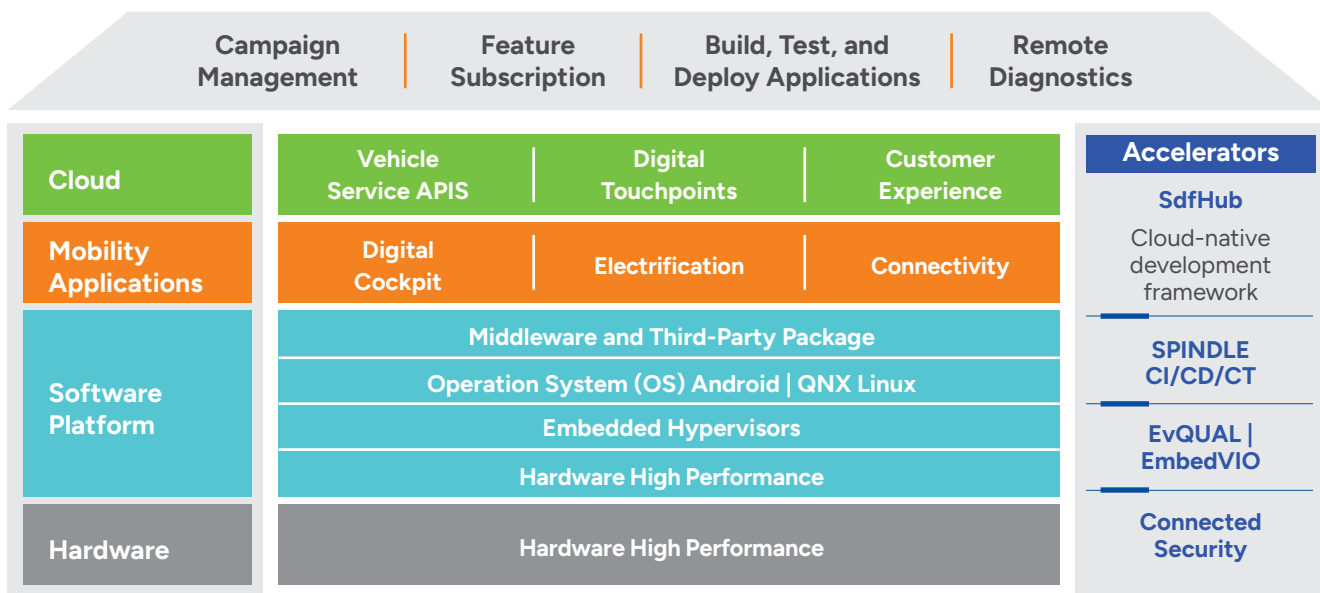 Campaign
Management
Feature
Subscription
Build, Test, and
Deploy Applications
Remote
Diagnostics
Cloud
Vehicle
Service APIS
Digital
Touchpoints
Customer
Experience
Mobility
Applications
Digital
Cockpit
Electrification
Connectivity
Software
Platform
Middleware and Third-Party Package
Operation System (OS) Android | QNX Linux
Embedded Hypervisors
Hardware High Performance
Hardware
Hardware High Performance
Accelerators
SdfHub
Cloud-native
development
framework
SPINDLE
CI/CD/CT
EvQUAL |
EmbedVIO
Connected
Security